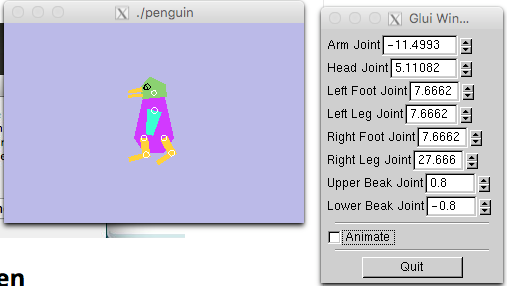 ./penguin
Glui Win...
Arm Joint -11.4993
Head Joint 5.11082
Left Foot Joint 7.6662
Left Leg Joint 7.6662
Right Foot Joint 7.6662
Right Leg Joint 27.666
Upper Beak Joint 0.8
Lower Beak Joint -0.8
Animate
Quit
en